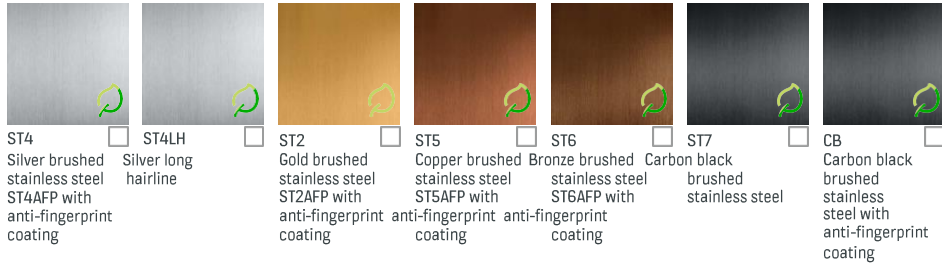 ST4
Silver brushed
stainless steel
ST4AFP with
anti-fingerprint
coating
ST4LH
Silver long
hairline
ST2
Gold brushed
stainless steel
ST2AFP with
anti-fingerprint
coating
ST5
Copper brushed
stainless steel
ST5AFP with
anti-fingerprint
coating
ST6
Bronze brushed
stainless steel
ST6AFP with
anti-fingerprint
coating
ST7
Carbon black
brushed
stainless steel
CB
Carbon black
brushed
stainless
steel with
anti-fingerprint
coating